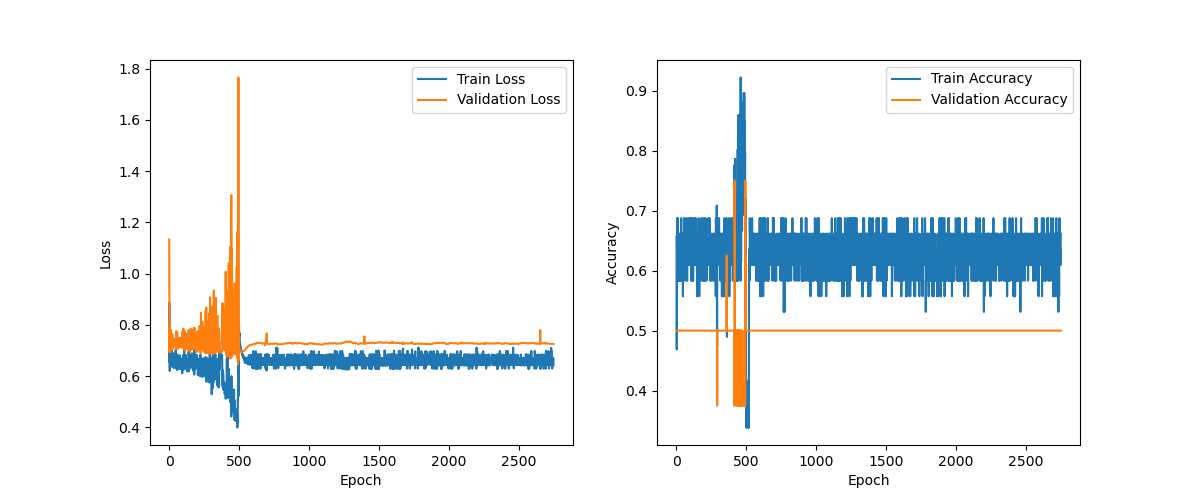 1.8
1.6
1.4
1.2
1.0
0.8
0.6
0.4
Loss
0 500 1000 1500 2000 2500
Epoch
Train Loss
Validation Loss
0.9
0.8
0.7
0.6
0.5
0.4
Accuracy
0 500 1000 1500 2000 2500
Epoch
Train Accuracy
Validation Accuracy